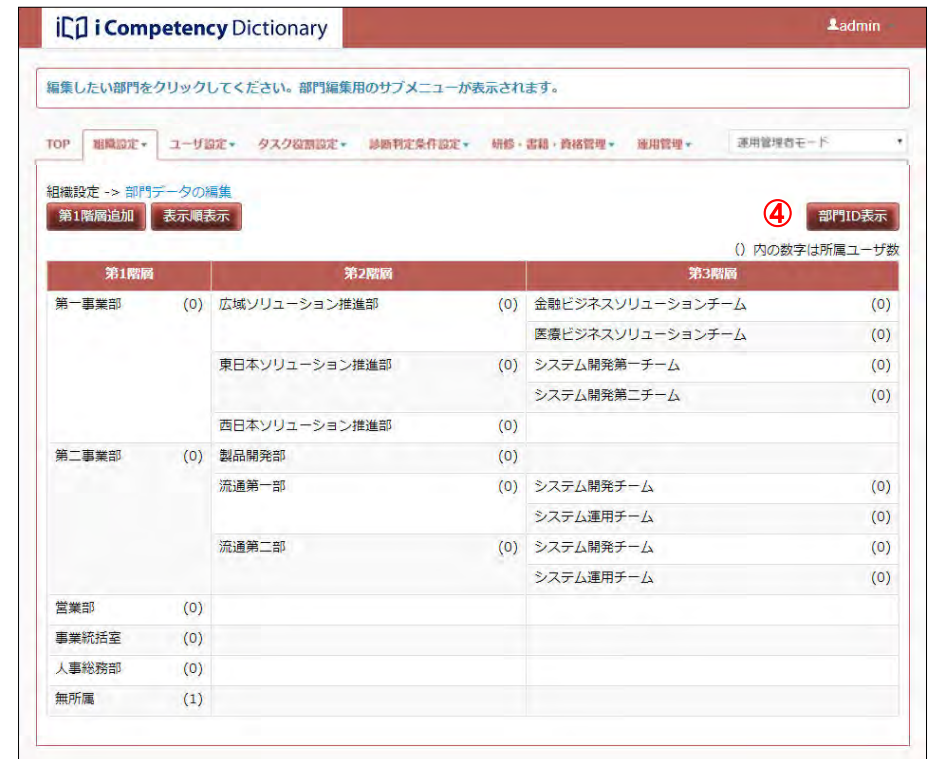 i Competency Dictionary
admin
編集したい部門をクリックしてください。部門編集用のサブメニューが表示されます。
TOP 組織設定 ユーザ設定 タスク役割設定 診断判定条件設定 研修・書籍・資格管理 運用管理 運用管理者モード
組織設定 -> 部門データの編集
第1階層追加 表示順表示 ④ 部門ID表示
() 内の数字は所属ユーザ数
第1階層 第2階層 第3階層
第一事業部 (0) 広域ソリューション推進部 (0) 金融ビジネスソリューションチーム (0)
医療ビジネスソリューションチーム (0)
東日本ソリューション推進部 (0) システム開発第一チーム (0)
システム開発第二チーム (0)
西日本ソリューション推進部 (0)
第二事業部 (0) 製品開発部 (0)
流通第一部 (0) システム開発チーム (0)
システム運用チーム (0)
流通第二部 (0) システム開発チーム (0)
システム運用チーム (0)
営業部 (0)
事業統括室 (0)
人事総務部 (0)
無所属 (1)